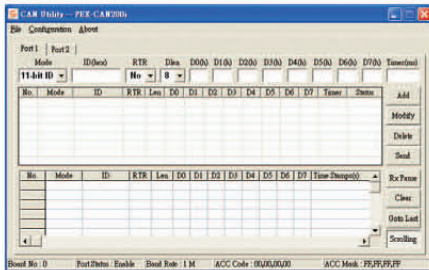 CAN Utility -- PEX-CAN200i
File Configuration About
Port 1 Port 2
Mode ID(hex) RTR Dlen D0(h) D1(h) D2(h) D3(h) D4(h) D5(h) D6(h) D7(h) Timer(ms)
11-bit ID No 8
No. Mode ID RTR Len D0 D1 D2 D3 D4 D5 D6 D7 Timer Status
Add
Modify
Delete
Send
No. Mode ID RTR Len D0 D1 D2 D3 D4 D5 D6 D7 Time-Stamps(s)
Rx Pause
Clear
Goto Last
Scrolling
Board No : 0 Port Status : Enable Baud Rate : 1 M ACC Code : 00,00,00,00 ACC Mask : FF,FF,FF,FF